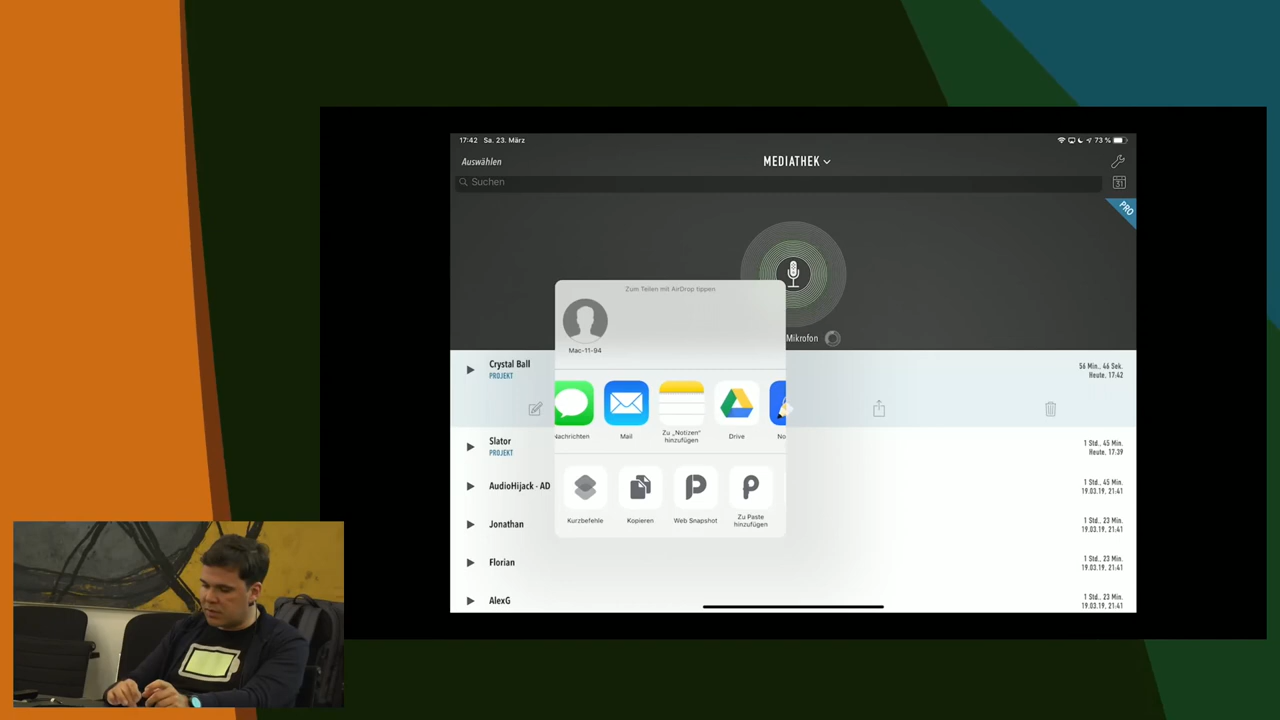 17:42 Sa. 23. März
73 %
Auswählen
MEDIATHEK
Suchen
31
PRO
Zum Teilen mit AirDrop tippen
Mac-11-94
Mikrofon
Crystal Ball
PROJEKT
56 Min., 46 Sek.
Heute, 17:42
Nachrichten
Mail
Zu „Notizen“
hinzufügen
Drive
No
Slator
PROJEKT
1 Std., 45 Min.
Heute, 17:39
AudioHijack - AD
1 Std., 45 Min.
19.03.19, 21:41
Kurzbefehle
Kopieren
Web Snapshot
Zu Paste
hinzufügen
Jonathan
1 Std., 23 Min.
19.03.19, 21:41
Florian
1 Std., 23 Min.
19.03.19, 21:41
AlexG
1 Std., 23 Min.
19.03.19, 21:41